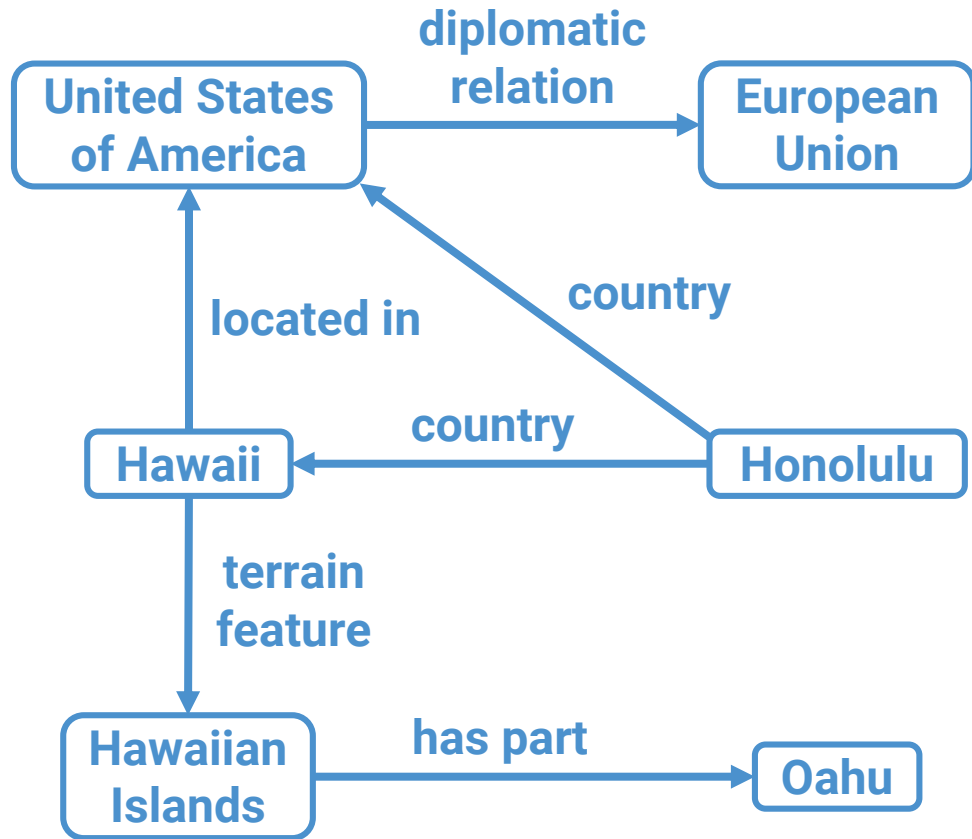 diplomatic
relation
United States
of America
European
Union
located in
country
country
Hawaii
Honolulu
terrain
feature
Hawaiian
Islands
has part
Oahu